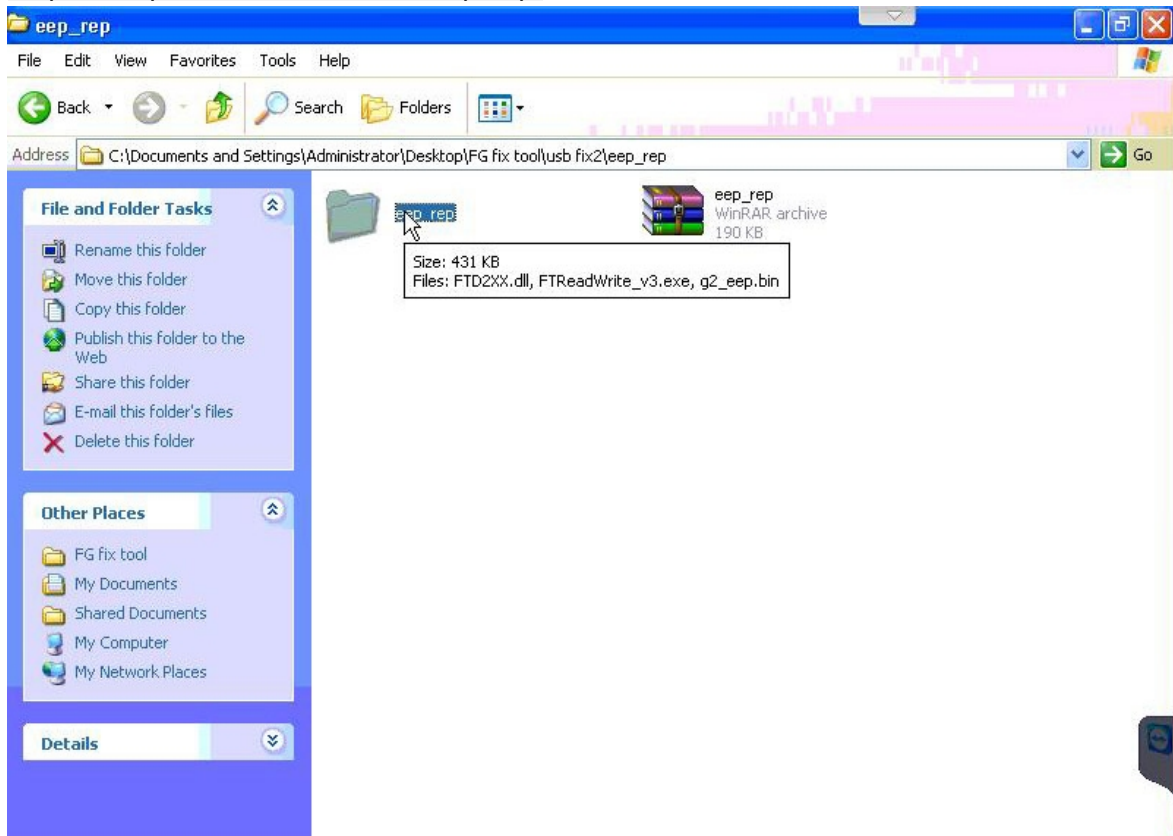 eep_rep
File Edit View Favorites Tools Help
Back Search Folders
Address C:\Documents and Settings\Administrator\Desktop\FG fix tool\usb fix2\eep_rep Go
File and Folder Tasks
Rename this folder
Move this folder
Copy this folder
Publish this folder to the
Web
Share this folder
E-mail this folder's files
Delete this folder
Other Places
FG fix tool
My Documents
Shared Documents
My Computer
My Network Places
Details
eep_rep
Size: 431 KB
Files: FTD2XX.dll, FTReadWrite_v3.exe, g2_eep.bin
eep_rep
WinRAR archive
190 KB